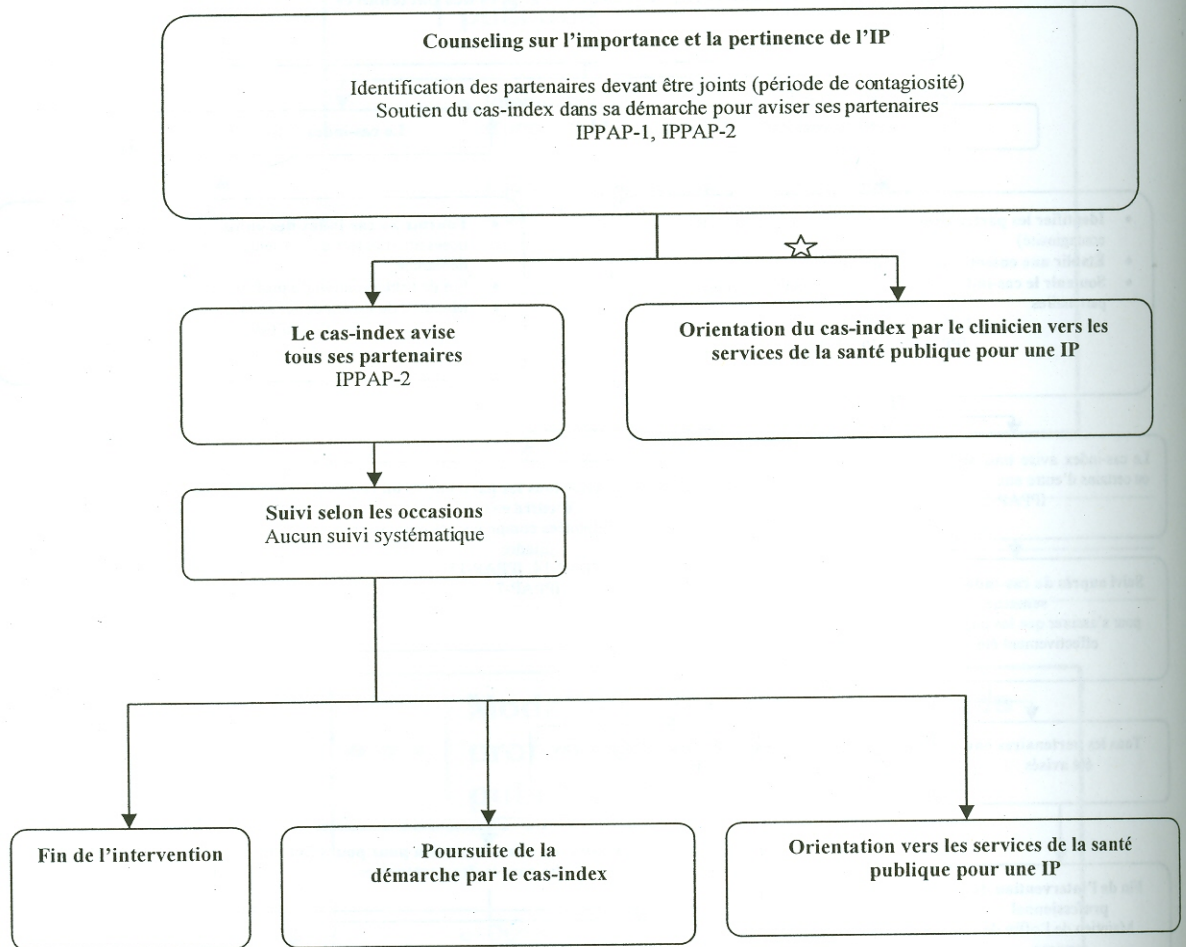 Counseling sur l'importance et la pertinence de l'IP
Identification des partenaires devant être joints (période de contagiosité)
Soutien du cas-index dans sa démarche pour aviser ses partenaires
IPPAP-1, IPPAP-2
Le cas-index avise
tous ses partenaires
IPPAP-2
Orientation du cas-index par le clinicien vers les
services de la santé publique pour une IP
Suivi selon les occasions
Aucun suivi systématique
Fin de l'intervention
Poursuite de la
démarche par le cas-index
Orientation vers les services de la santé
publique pour une IP